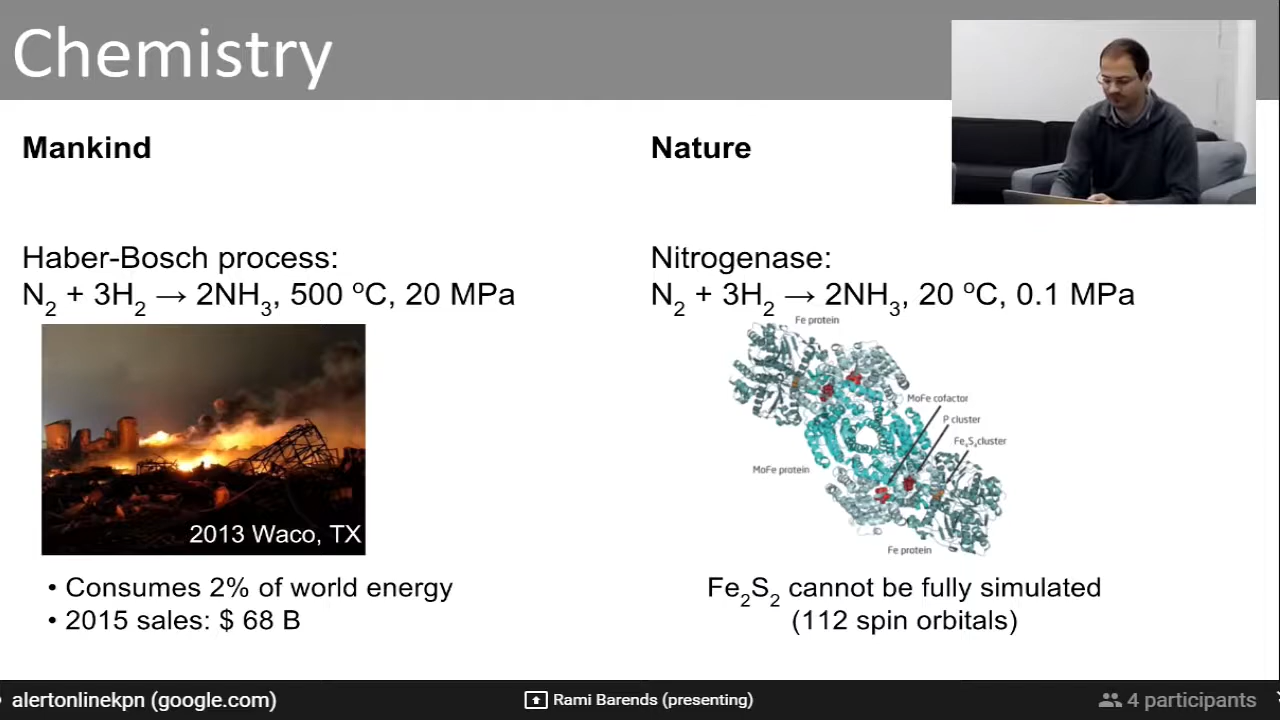 Chemistry
Mankind
Haber-Bosch process:
N₂ + 3H₂ → 2NH₃, 500 ºC, 20 MPa
2013 Waco, TX
• Consumes 2% of world energy
• 2015 sales: $ 68 B
Nature
Nitrogenase:
N₂ + 3H₂ → 2NH₃, 20 ºC, 0.1 MPa
Fe protein
MoFe cofactor
P cluster
Fe₄S₄cluster
MoFe protein
Fe protein
Fe₂S₂ cannot be fully simulated
(112 spin orbitals)
alertonlinekpn (google.com)
Rami Barends (presenting)
4 participants